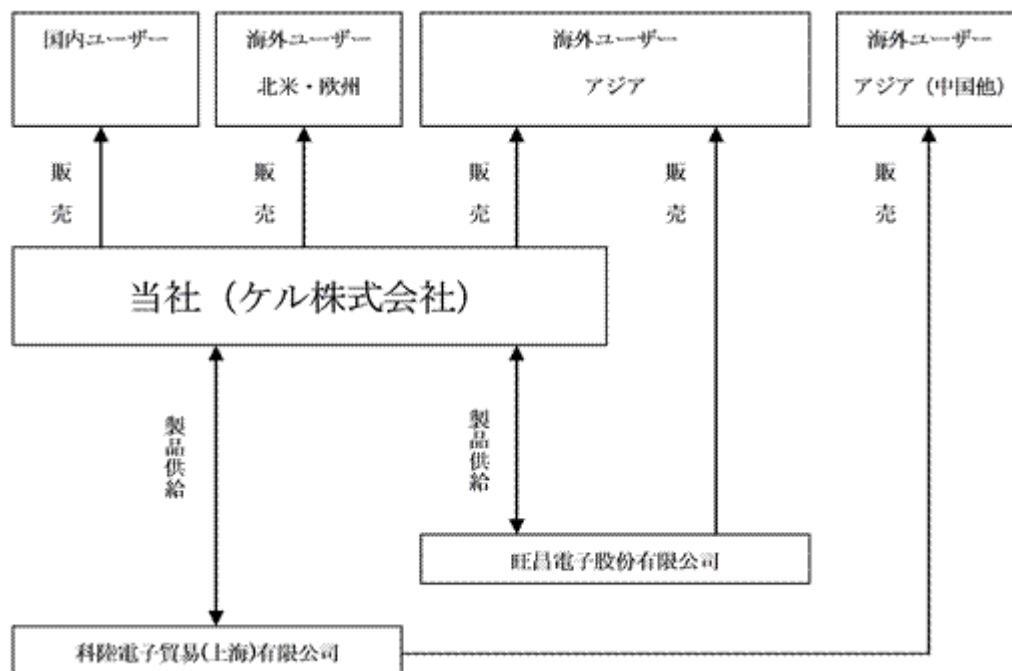 国内ユーザー
海外ユーザー
北米・欧州
海外ユーザー
アジア
海外ユーザー
アジア（中国他）
販売
販売
販売
販売
販売
当社（ケル株式会社）
製品供給
製品供給
旺昌電子股份有限公司
科陸電子貿易(上海)有限公司